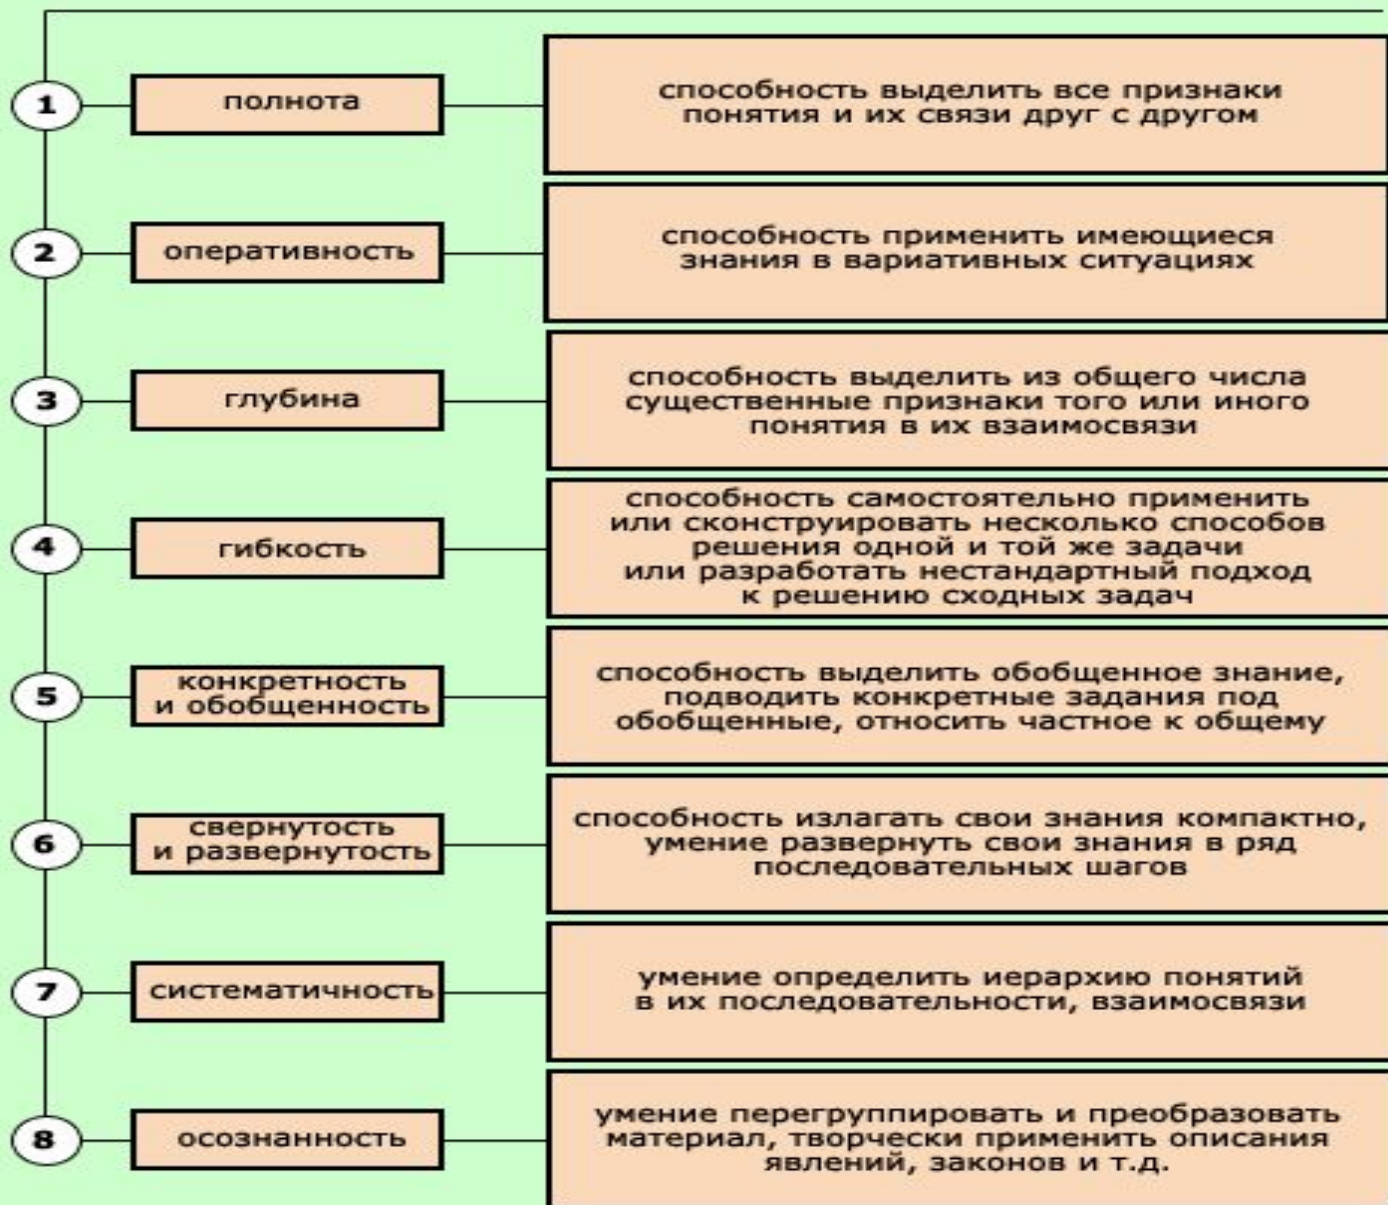 1
полнота
способность выделить все признаки
понятия и их связи друг с другом
2
оперативность
способность применить имеющиеся
знания в вариативных ситуациях
3
глубина
способность выделить из общего числа
существенные признаки того или иного
понятия в их взаимосвязи
4
гибкость
способность самостоятельно применить
или сконструировать несколько способов
решения одной и той же задачи
или разработать нестандартный подход
к решению сходных задач
5
конкретность
и обобщенность
способность выделить обобщенное знание,
подводить конкретные задания под
обобщенные, относить частное к общему
6
свернутость
и развернутость
способность излагать свои знания компактно,
умение развернуть свои знания в ряд
последовательных шагов
7
систематичность
умение определить иерархию понятий
в их последовательности, взаимосвязи
8
осознанность
умение перегруппировать и преобразовать
материал, творчески применить описания
явлений, законов и т.д.